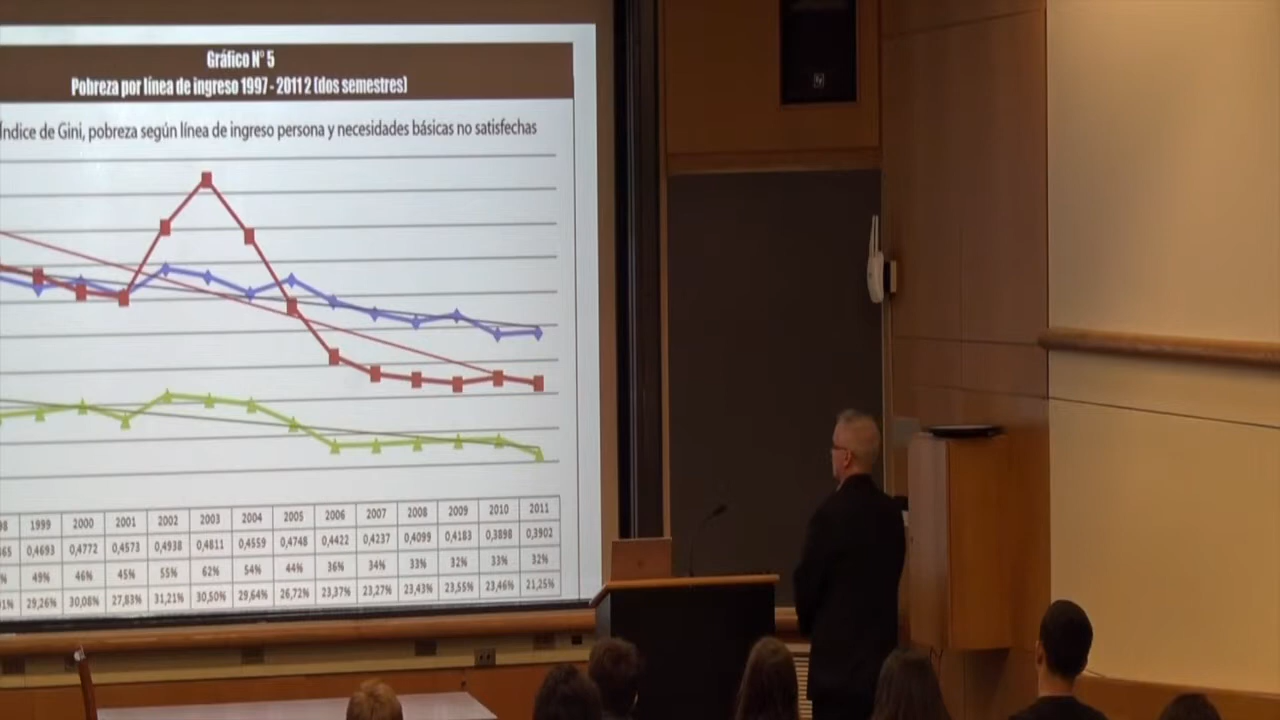 Gráfico N° 5
Pobreza por línea de ingreso 1997 - 2011 2 (dos semestres)
Índice de Gini, pobreza según línea de ingreso persona y necesidades básicas no satisfechas
98 1999 2000 2001 2002 2003 2004 2005 2006 2007 2008 2009 2010 2011
65 0,4693 0,4772 0,4573 0,4938 0,4811 0,4559 0,4748 0,4422 0,4237 0,4099 0,4183 0,3898 0,3902
% 49% 46% 45% 55% 62% 54% 44% 36% 34% 33% 32% 33% 32%
1% 29,26% 30,08% 27,83% 31,21% 30,50% 29,64% 26,72% 23,37% 23,27% 23,43% 23,55% 23,46% 21,25%